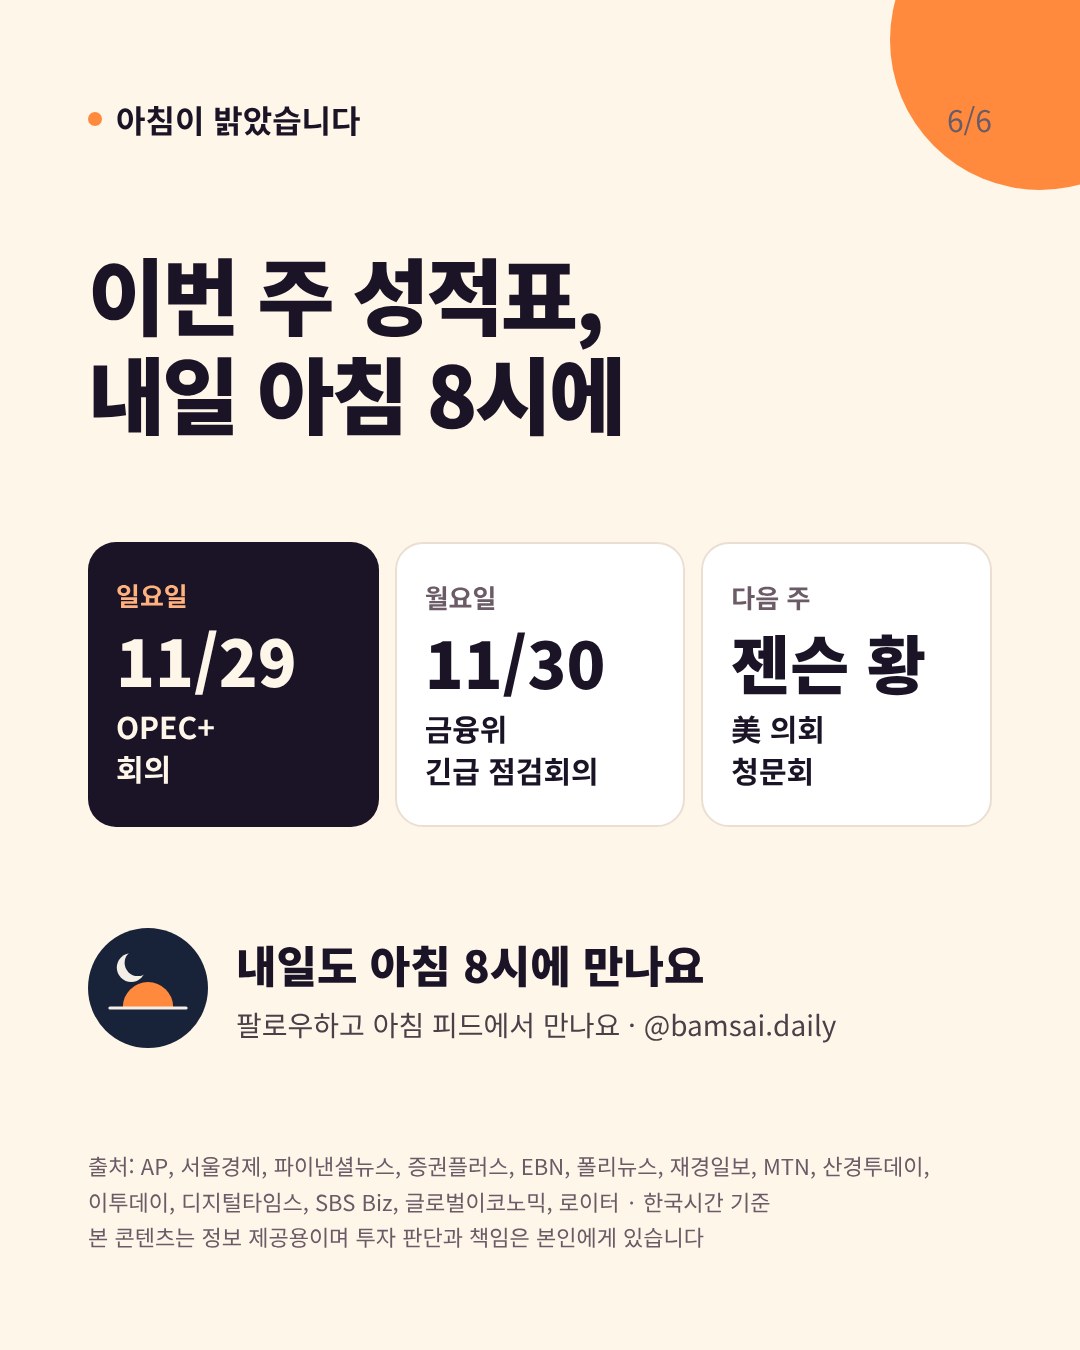 아침이 밝았습니다
6/6
이번 주 성적표,
내일 아침 8시에
일요일
11/29
OPEC+
회의
월요일
11/30
금융위
긴급 점검회의
다음 주
젠슨 황
美 의회
청문회
내일도 아침 8시에 만나요
팔로우하고 아침 피드에서 만나요 · @bamsai.daily
출처: AP, 서울경제, 파이낸셜뉴스, 증권플러스, EBN, 폴리뉴스, 재경일보, MTN, 산경투데이,
이투데이, 디지털타임스, SBS Biz, 글로벌이코노믹, 로이터 · 한국시간 기준
본 콘텐츠는 정보 제공용이며 투자 판단과 책임은 본인에게 있습니다